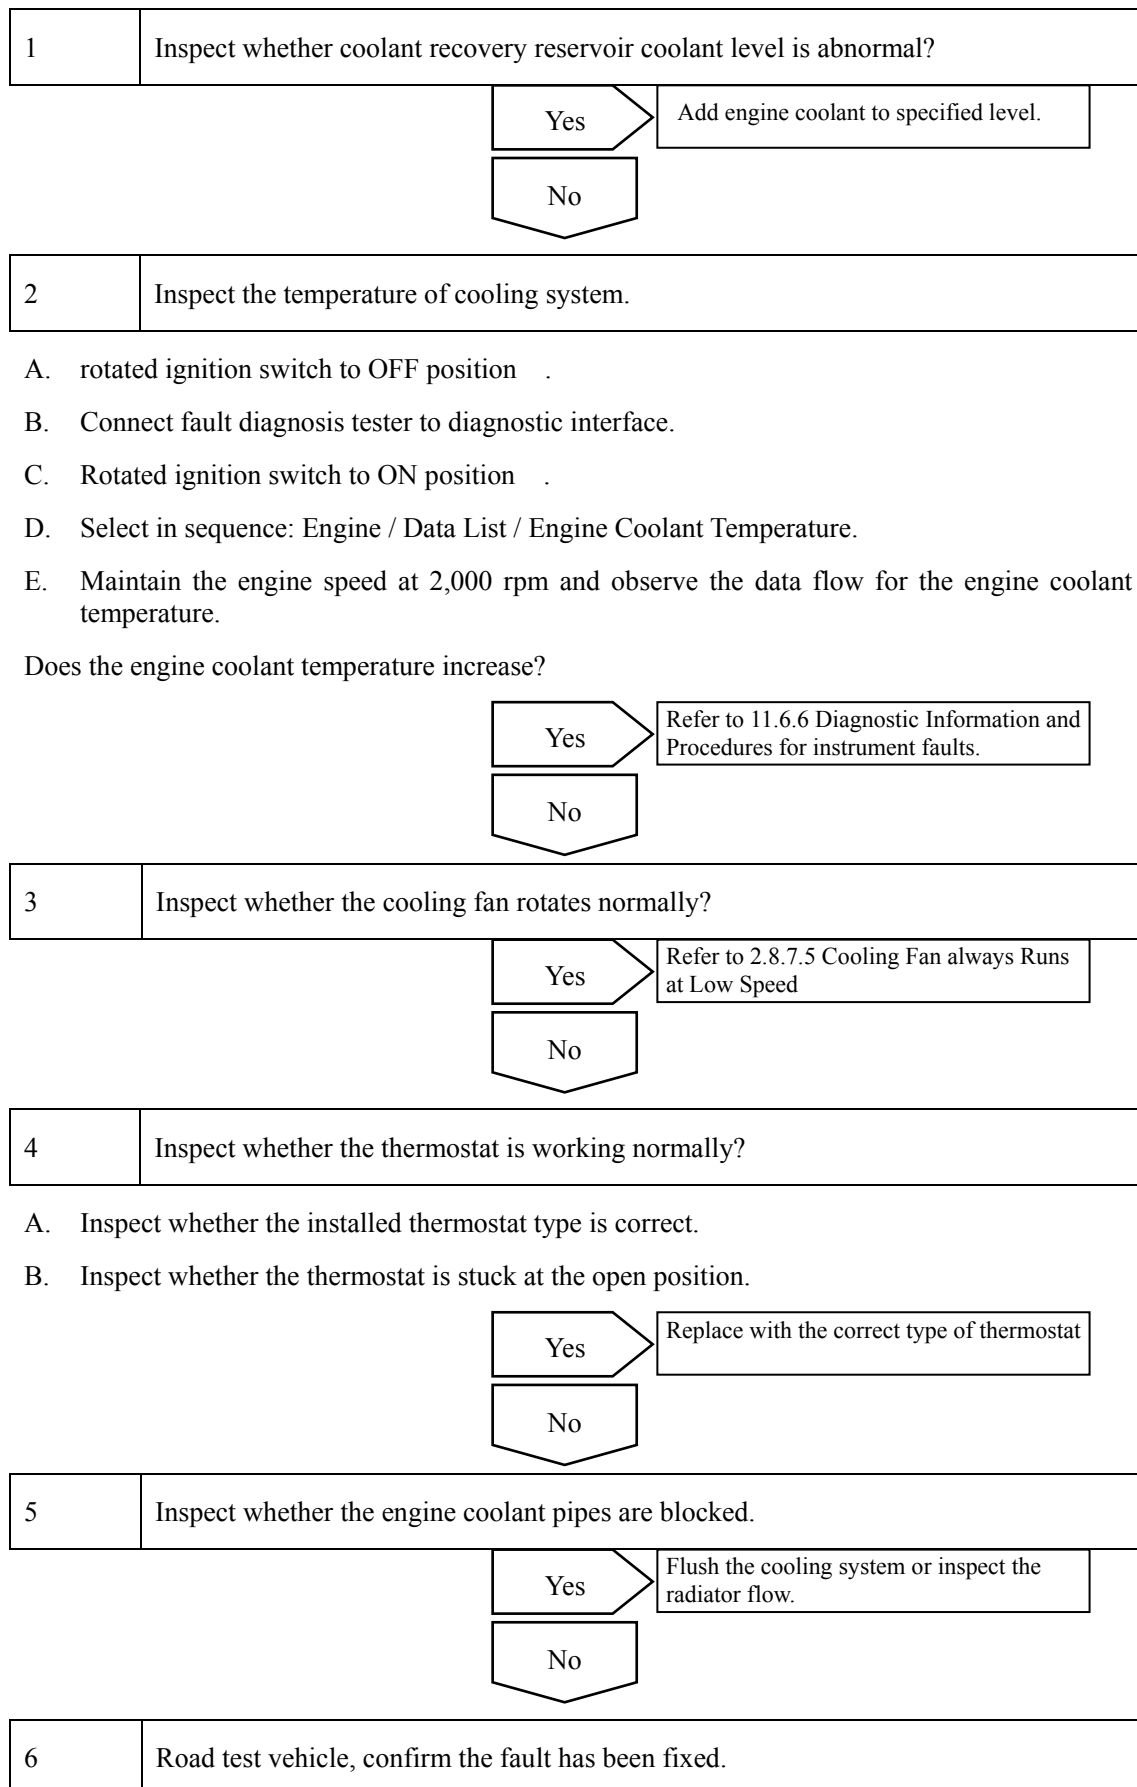 1 Inspect whether coolant recovery reservoir coolant level is abnormal?
Yes Add engine coolant to specified level.
No
2 Inspect the temperature of cooling system.
A. rotated ignition switch to OFF position .
B. Connect fault diagnosis tester to diagnostic interface.
C. Rotated ignition switch to ON position .
D. Select in sequence: Engine / Data List / Engine Coolant Temperature.
E. Maintain the engine speed at 2,000 rpm and observe the data flow for the engine coolant
temperature.
Does the engine coolant temperature increase?
Yes Refer to 11.6.6 Diagnostic Information and
Procedures for instrument faults.
No
3 Inspect whether the cooling fan rotates normally?
Yes Refer to 2.8.7.5 Cooling Fan always Runs
at Low Speed
No
4 Inspect whether the thermostat is working normally?
A. Inspect whether the installed thermostat type is correct.
B. Inspect whether the thermostat is stuck at the open position.
Yes Replace with the correct type of thermostat
No
5 Inspect whether the engine coolant pipes are blocked.
Yes Flush the cooling system or inspect the
radiator flow.
No
6 Road test vehicle, confirm the fault has been fixed.